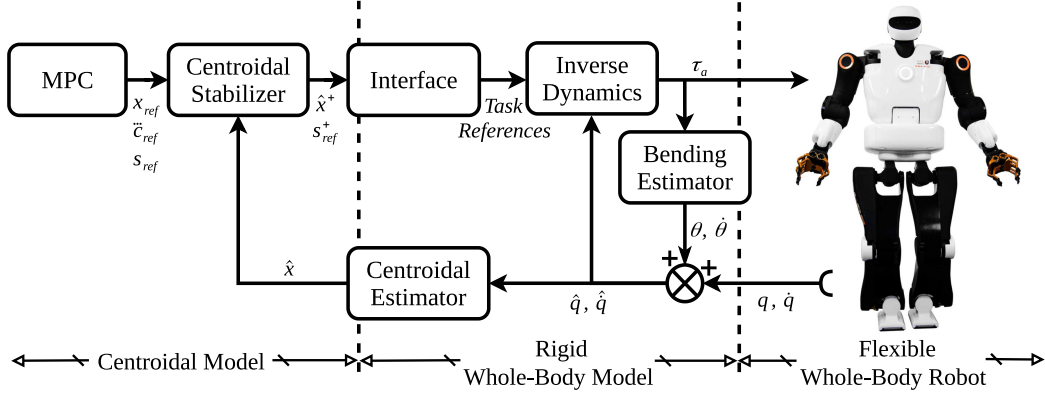 MPC
x_ref
c̈_ref
s_ref
Centroidal
Stabilizer
x̂⁺
s⁺_ref
Interface
Task
References
Inverse
Dynamics
τ_a
Bending
Estimator
θ, θ̇
+
+
q, q̇
q̂, q̂̇
Centroidal
Estimator
x̂
Centroidal Model
Rigid
Whole-Body Model
Flexible
Whole-Body Robot